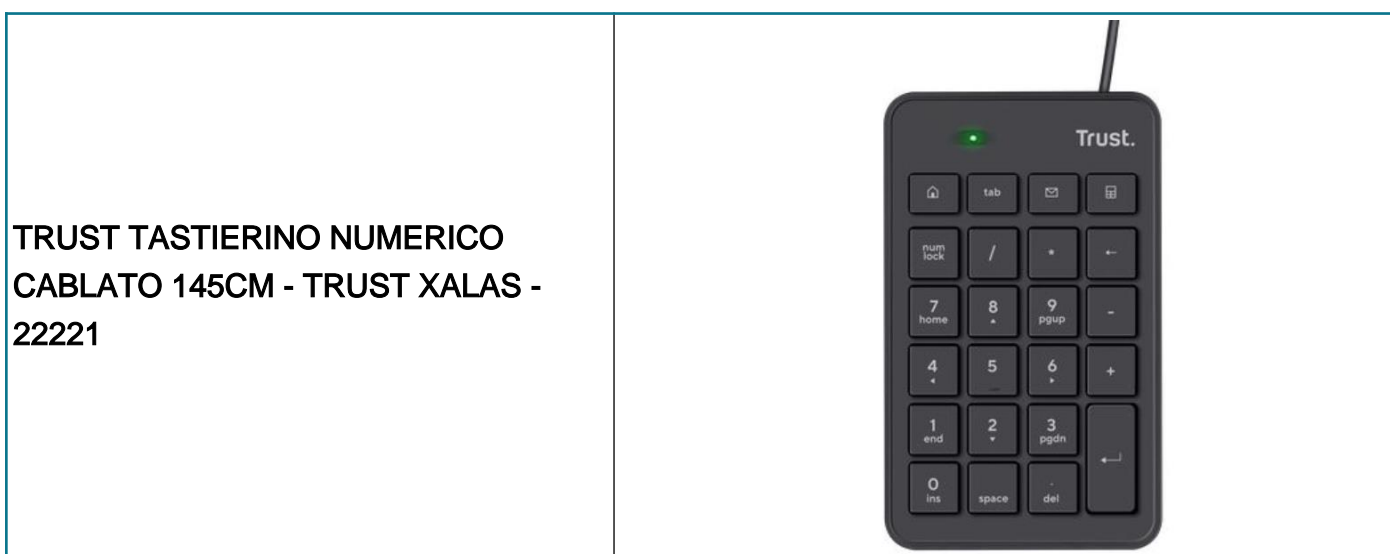 TRUST TASTIERINO NUMERICO
CABLATO 145CM - TRUST XALAS -
22221
Trust.
tab
num
lock
/
*
←
7
home
8
9
pgup
-
4
5
6
+
1
end
2
3
pgdn
0
ins
space
.
del